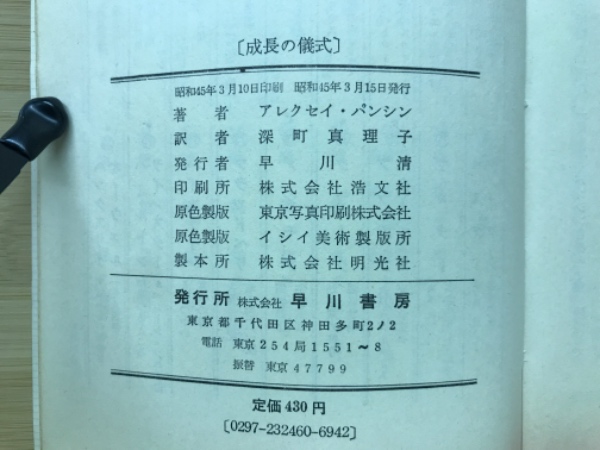 〔成長の儀式〕
昭和45年3月10日印刷 昭和45年3月15日発行
著者 アレクセイ・パンシン
訳者 深町真理子
発行者 早川清
印刷所 株式会社浩文社
原色製版 東京写真印刷株式会社
原色製版 イシイ美術製版所
製本所 株式会社明光社
発行所 株式会社 早川書房
東京都千代田区神田多町2ノ2
電話 東京254局1551〜8
振替 東京47799
定価430円
〔0297-232460-6942〕